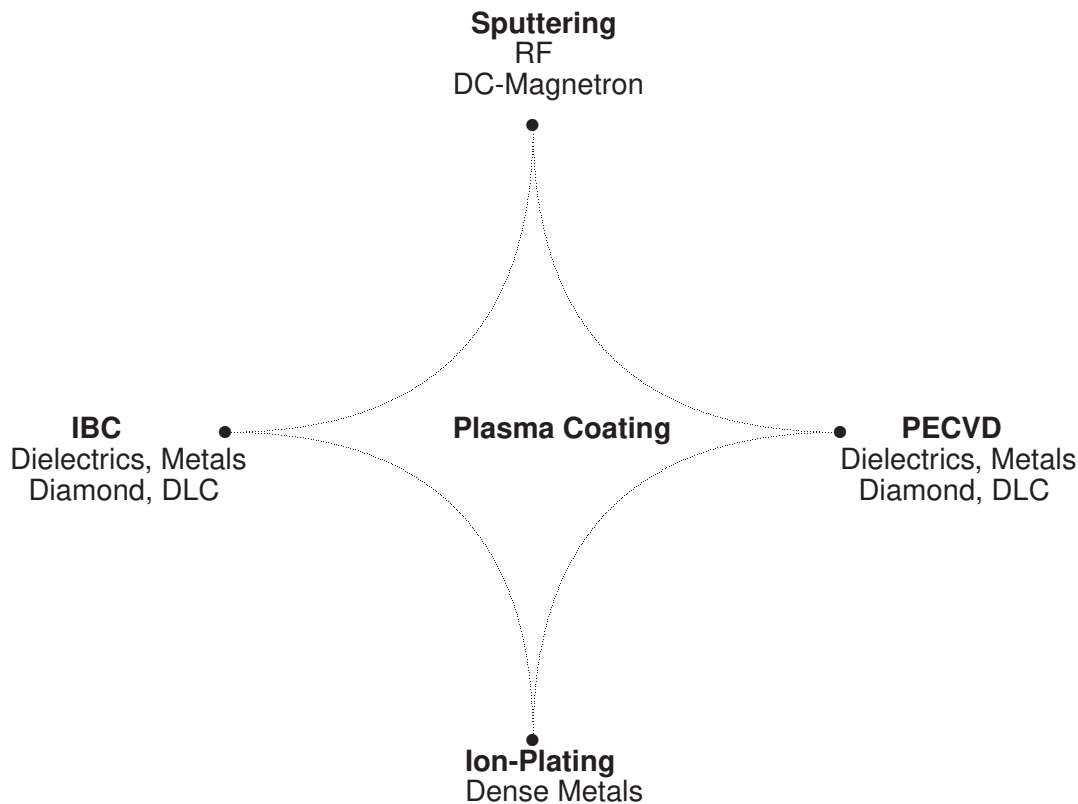 Sputtering
RF
DC-Magnetron
IBC
Dielectrics, Metals
Diamond, DLC
Plasma Coating
PECVD
Dielectrics, Metals
Diamond, DLC
Ion-Plating
Dense Metals